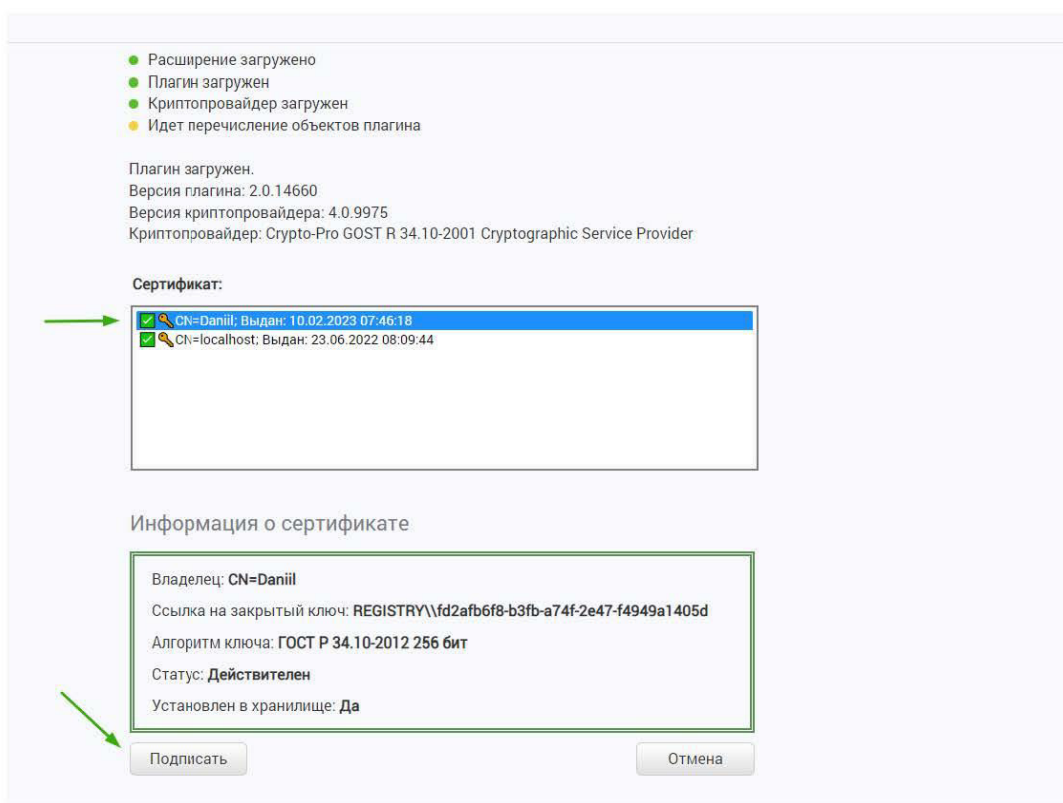 Расширение загружено
Плагин загружен
Криптопровайдер загружен
Идет перечисление объектов плагина
Плагин загружен.
Версия плагина: 2.0.14660
Версия криптопровайдера: 4.0.9975
Криптопровайдер: Crypto-Pro GOST R 34.10-2001 Cryptographic Service Provider
Сертификат:
CN=Daniil; Выдан: 10.02.2023 07:46:18
CN=localhost; Выдан: 23.06.2022 08:09:44
Информация о сертификате
Владелец: CN=Daniil
Ссылка на закрытый ключ: REGISTRY\\fd2afb6f8-b3fb-a74f-2e47-f4949a1405d
Алгоритм ключа: ГОСТ Р 34.10-2012 256 бит
Статус: Действителен
Установлен в хранилище: Да
Подписать Отмена